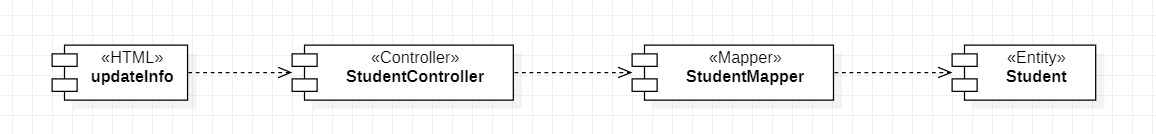 «HTML»
updateInfo
«Controller»
StudentController
«Mapper»
StudentMapper
«Entity»
Student